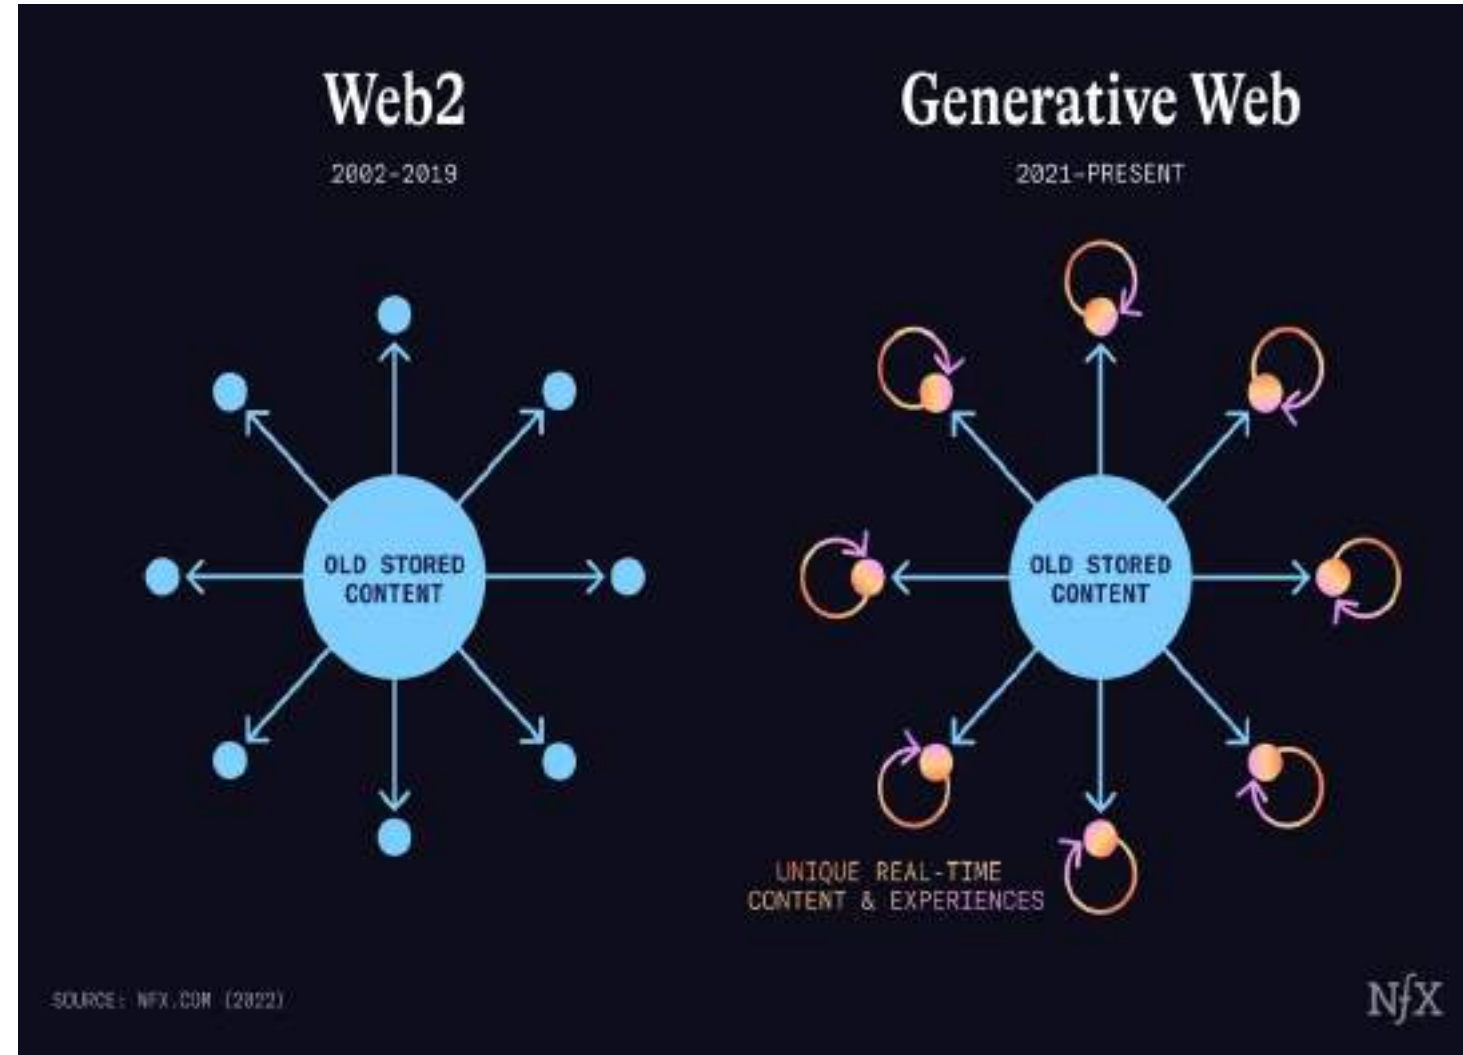 Web2
2002-2019
OLD STORED
CONTENT
Generative Web
2021-PRESENT
OLD STORED
CONTENT
UNIQUE REAL-TIME
CONTENT & EXPERIENCES
SOURCE: NFX.COM (2022)
NfX